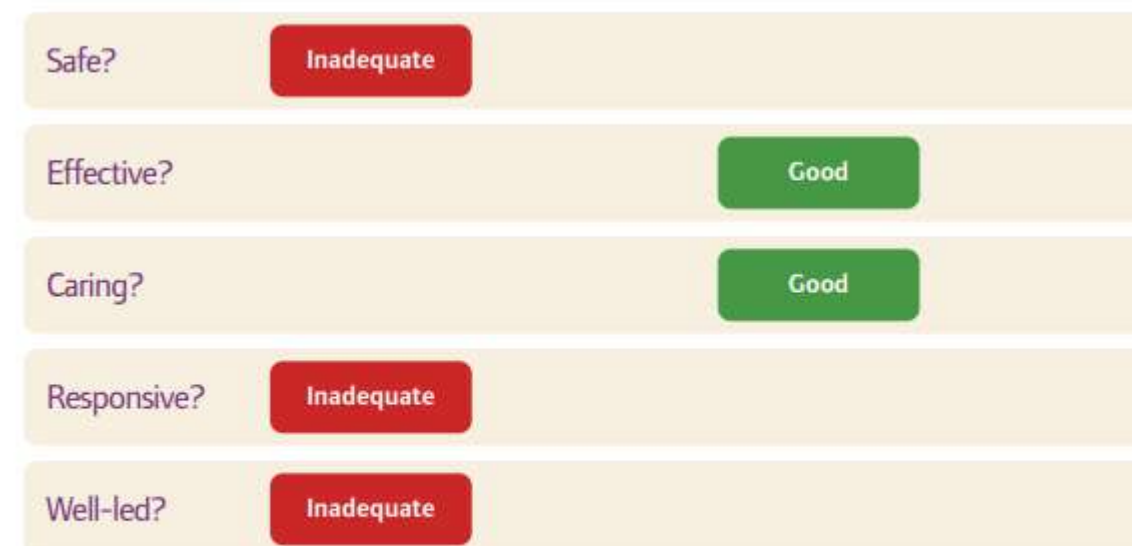 Safe? Inadequate
Effective? Good
Caring? Good
Responsive? Inadequate
Well-led? Inadequate